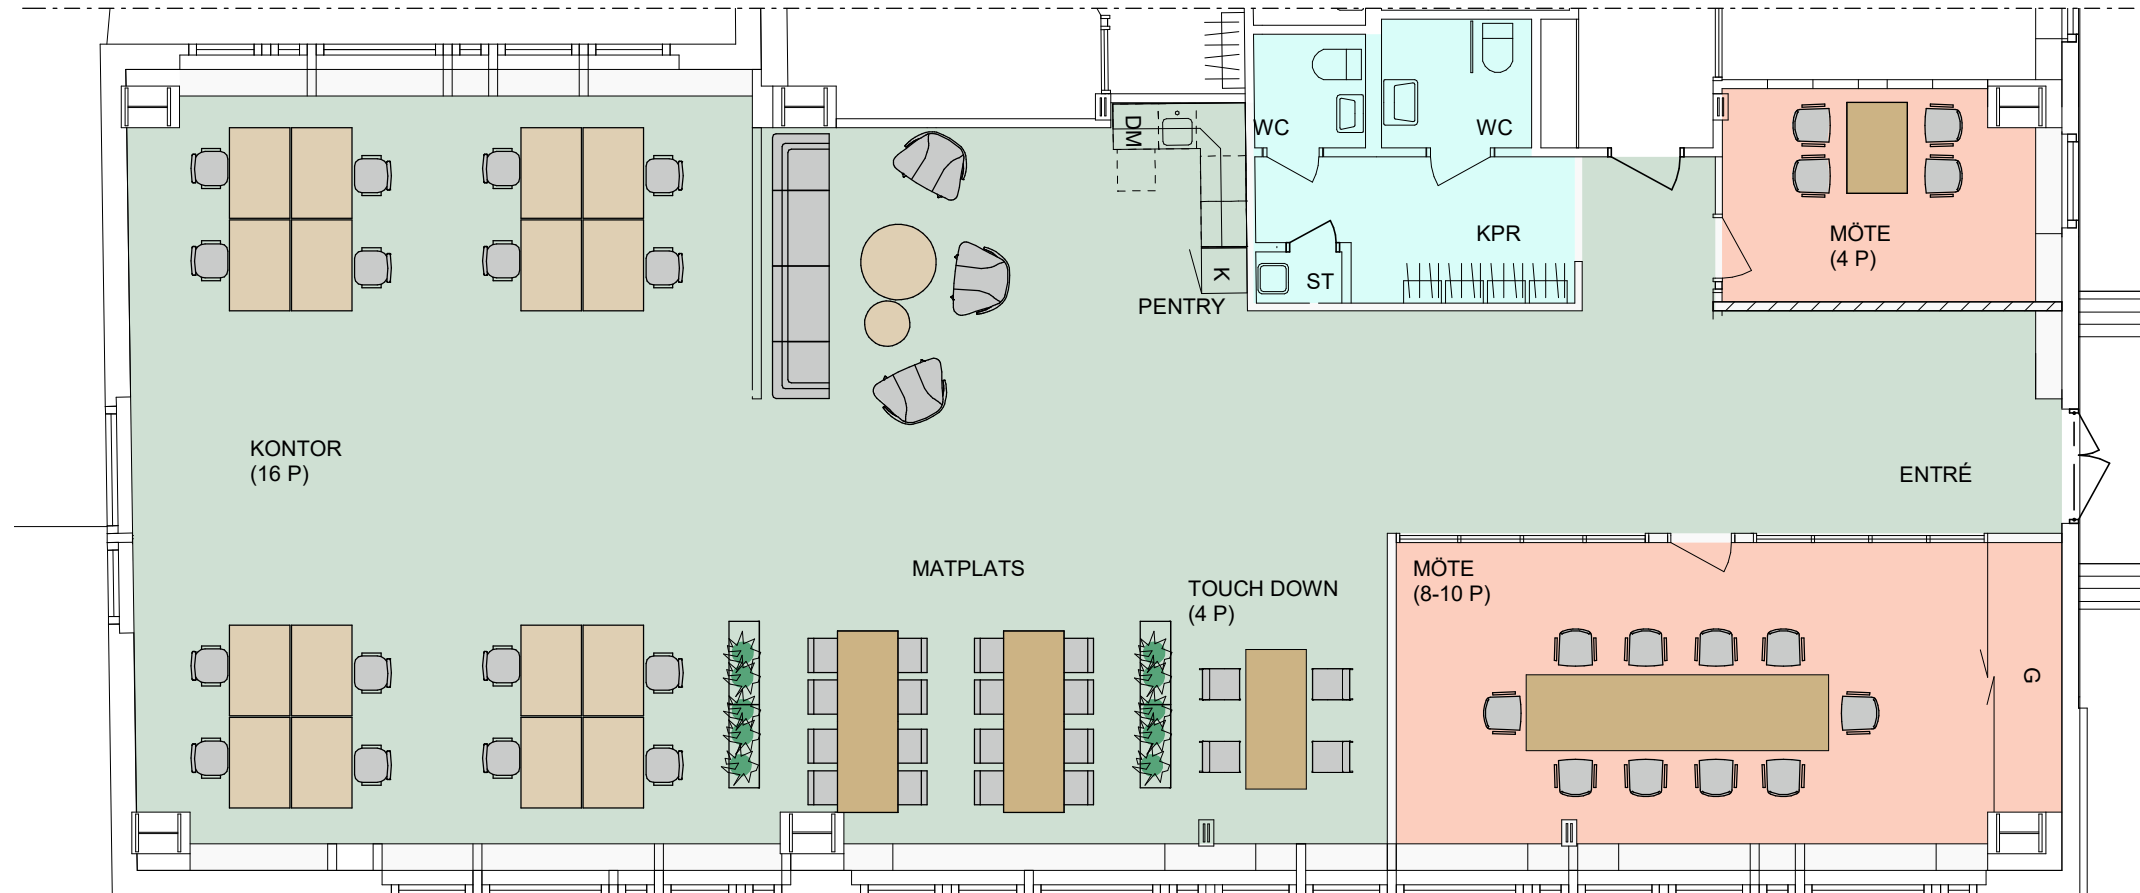 DM
WC
WC
KPR
MÖTE
(4 P)
K
ST
PENTRY
KONTOR
(16 P)
ENTRÉ
MATPLATS
TOUCH DOWN
(4 P)
MÖTE
(8-10 P)
G